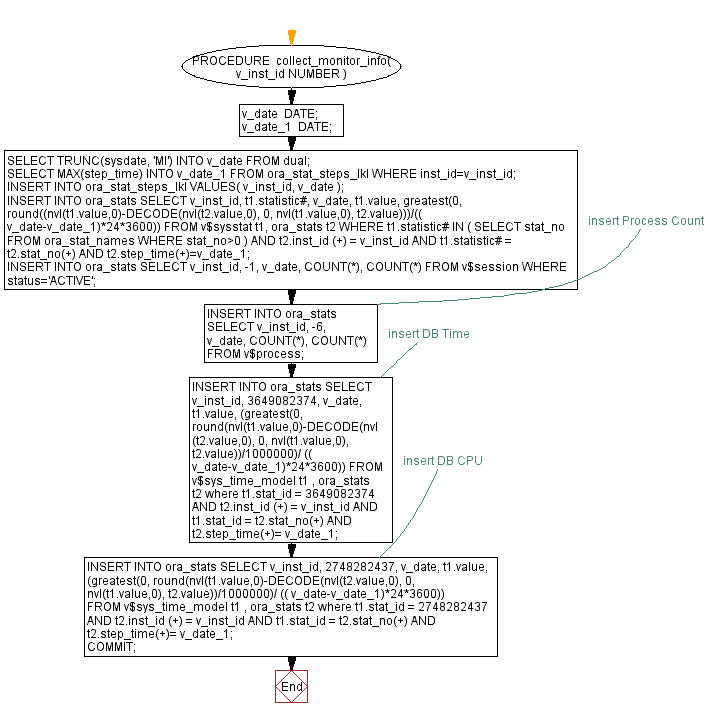 PROCEDURE collect_monitor_info(
v_inst_id NUMBER )
v_date DATE;
v_date_1 DATE;
SELECT TRUNC(sysdate, 'MI') INTO v_date FROM dual;
SELECT MAX(step_time) INTO v_date_1 FROM ora_stat_steps_lkl WHERE inst_id=v_inst_id;
INSERT INTO ora_stat_steps_lkl VALUES( v_inst_id, v_date );
INSERT INTO ora_stats SELECT v_inst_id, t1.statistic#, v_date, t1.value, greatest(0,
round((nvl(t1.value,0)-DECODE(nvl(t2.value,0), 0, nvl(t1.value,0), t2.value)))/((
v_date-v_date_1)*24*3600)) FROM v$sysstat t1 , ora_stats t2 WHERE t1.statistic# IN ( SELECT stat_no
FROM ora_stat_names WHERE stat_no>0 ) AND t2.inst_id (+) = v_inst_id AND t1.statistic# =
t2.stat_no(+) AND t2.step_time(+)=v_date_1;
INSERT INTO ora_stats SELECT v_inst_id, -1, v_date, COUNT(*), COUNT(*) FROM v$session WHERE
status='ACTIVE';
insert Process Count
INSERT INTO ora_stats
SELECT v_inst_id, -6,
v_date, COUNT(*), COUNT(*)
FROM v$process;
insert DB Time
INSERT INTO ora_stats SELECT
v_inst_id, 3649082374, v_date,
t1.value, (greatest(0,
round(nvl(t1.value,0)-DECODE(nvl
(t2.value,0), 0, nvl(t1.value,0),
t2.value))/1000000)/ ((
v_date-v_date_1)*24*3600)) FROM
v$sys_time_model t1 , ora_stats
t2 where t1.stat_id = 3649082374
AND t2.inst_id (+) = v_inst_id AND
t1.stat_id = t2.stat_no(+) AND
t2.step_time(+)= v_date_1;
insert DB CPU
INSERT INTO ora_stats SELECT v_inst_id, 2748282437, v_date, t1.value,
(greatest(0, round(nvl(t1.value,0)-DECODE(nvl(t2.value,0), 0,
nvl(t1.value,0), t2.value))/1000000)/ (( v_date-v_date_1)*24*3600))
FROM v$sys_time_model t1 , ora_stats t2 where t1.stat_id = 2748282437
AND t2.inst_id (+) = v_inst_id AND t1.stat_id = t2.stat_no(+) AND
t2.step_time(+)= v_date_1;
COMMIT;
End